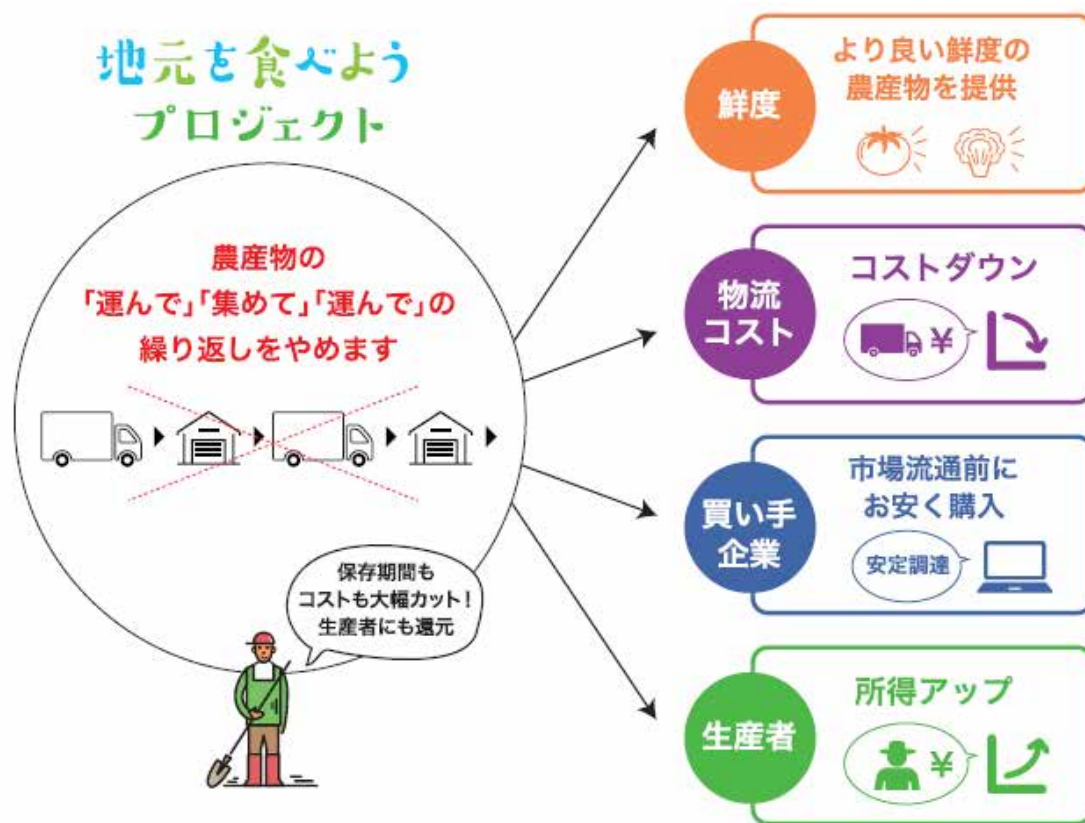 地元を食べよう
プロジェクト
農産物の
「運んで」「集めて」「運んで」の
繰り返しをやめます
保存期間も
コストも大幅カット!
生産者にも還元
鮮度
より良い鮮度の
農産物を提供
物流
コスト
コストダウン
¥
買い手
企業
市場流通前に
お安く購入
安定調達
生産者
所得アップ
¥